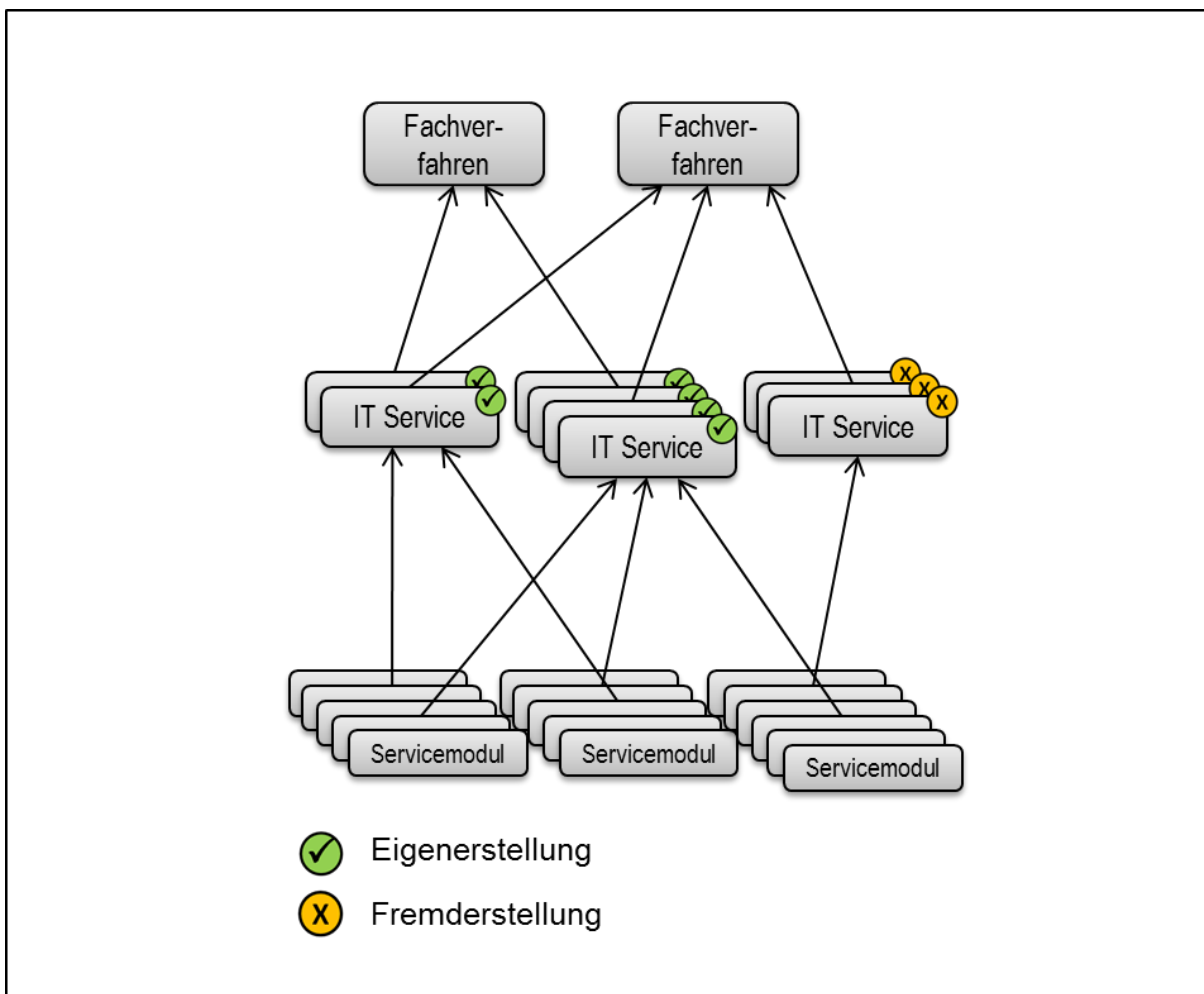 Fachver-
fahren
Fachver-
fahren
IT Service
IT Service
IT Service
Servicemodul
Servicemodul
Servicemodul
Eigenerstellung
X Fremderstellung